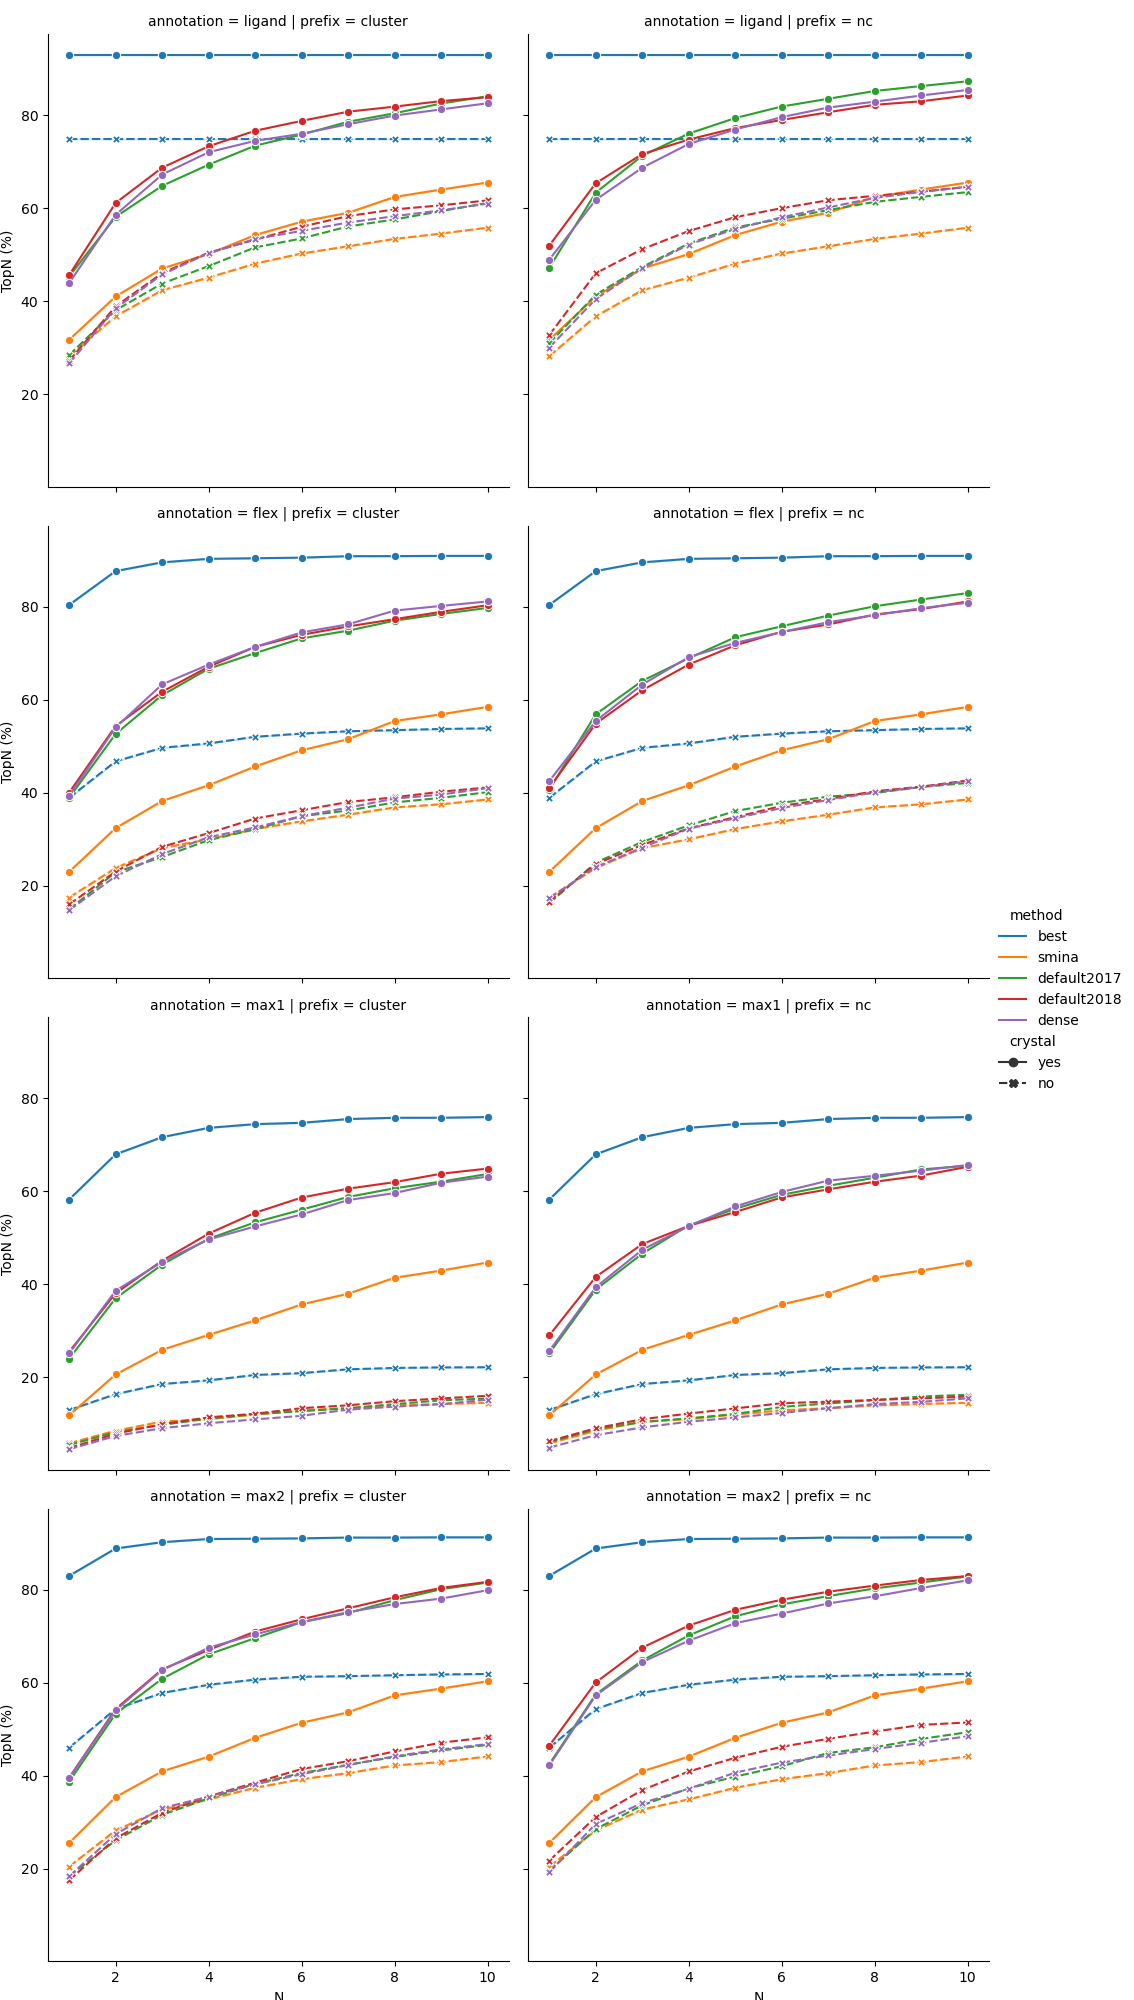 annotation = ligand | prefix = cluster
annotation = ligand | prefix = nc
80
60
40
20
TopN (%)
annotation = flex | prefix = cluster
annotation = flex | prefix = nc
80
60
40
20
TopN (%)
method
best
smina
default2017
default2018
dense
crystal
yes
no
annotation = max1 | prefix = cluster
annotation = max1 | prefix = nc
80
60
40
20
TopN (%)
annotation = max2 | prefix = cluster
annotation = max2 | prefix = nc
80
60
40
20
TopN (%)
2 4 6 8 10
2 4 6 8 10
N
N